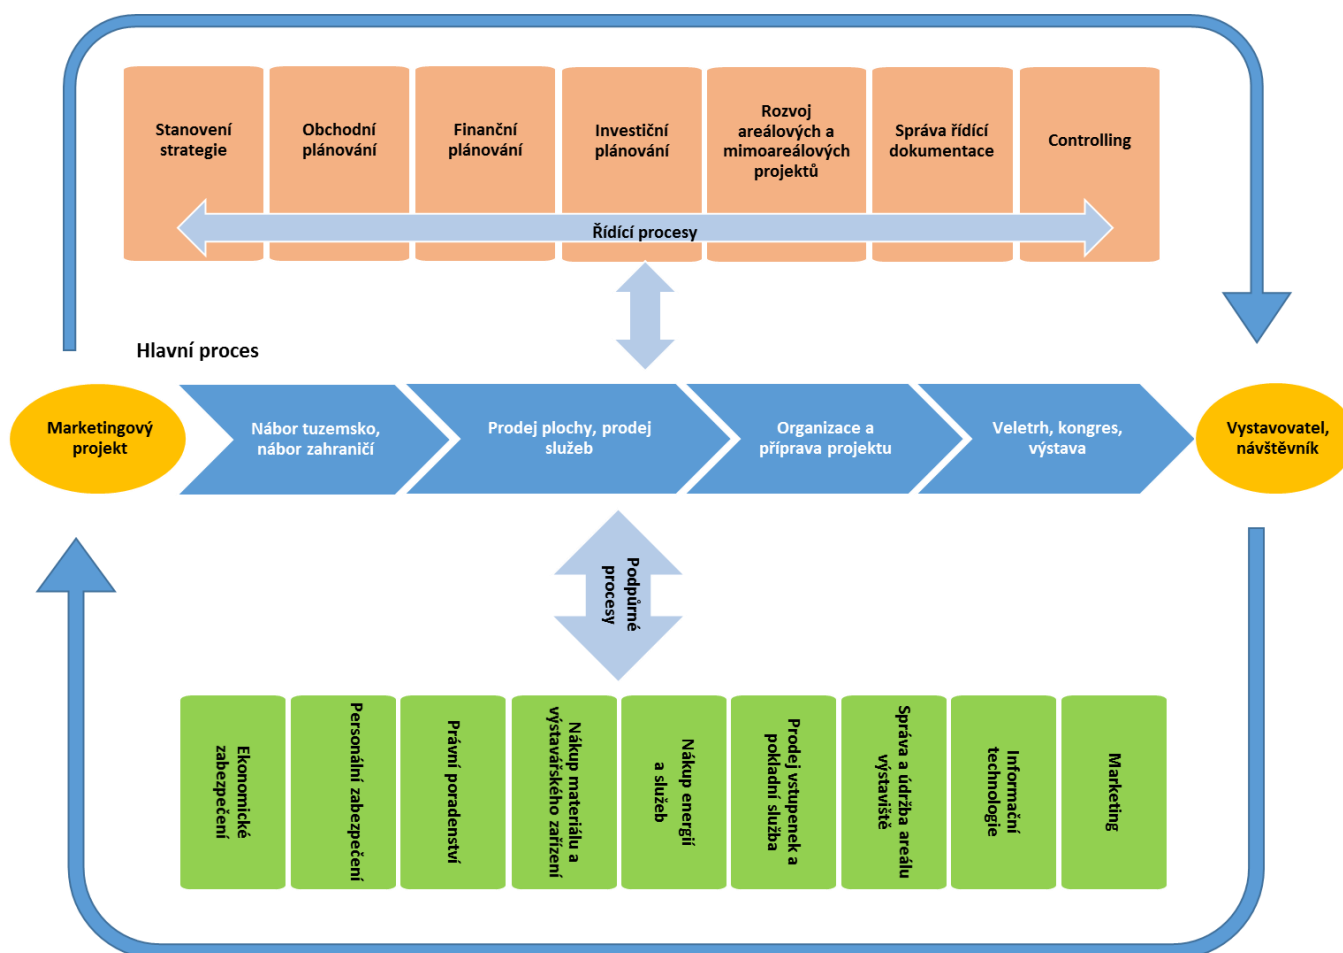 Stanovení
strategie
Obchodní
plánování
Finanční
plánování
Investiční
plánování
Rozvoj
areálových a
mimoareálových
projektů
Správa řídící
dokumentace
Controlling
Řídící procesy
Hlavní proces
Marketingový
projekt
Nábor tuzemsko,
nábor zahraničí
Prodej plochy, prodej
služeb
Organizace a
příprava projektu
Veletrh, kongres,
výstava
Vystavovatel,
návštěvník
Podpůrné
procesy
Ekonomické
zabezpečení
Personální zabezpečení
Právní poradenství
Nákup materiálu a
výstavářského zařízení
Nákup energií
a služeb
Prodej vstupenek a
pokladní služba
Správa a údržba areálu
výstaviště
Informační
technologie
Marketing